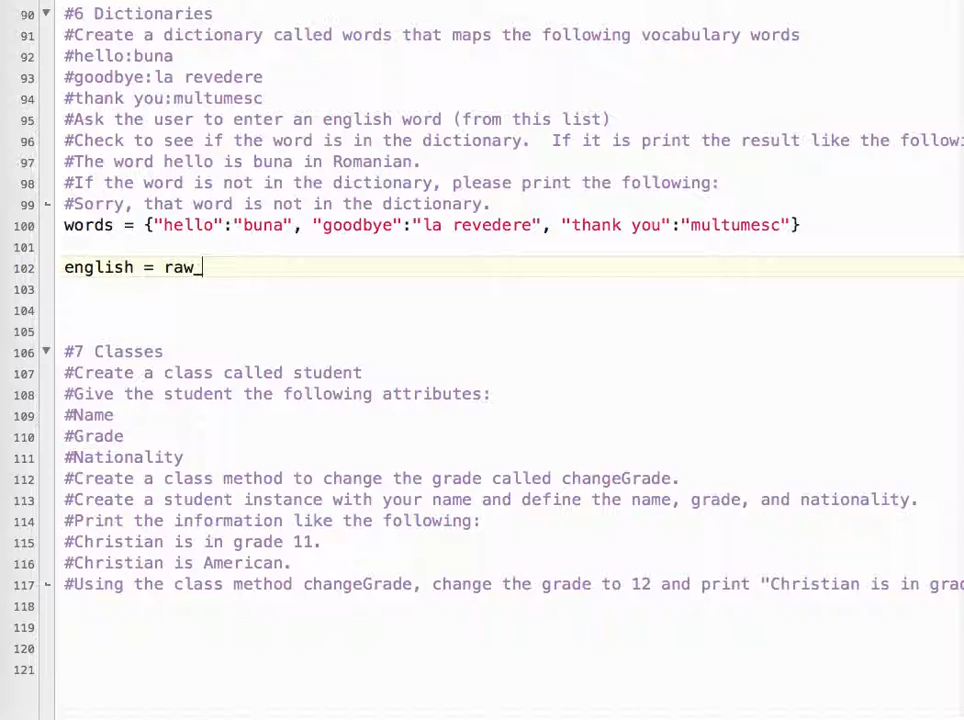 90 #6 Dictionaries
91 #Create a dictionary called words that maps the following vocabulary words
92 #hello:buna
93 #goodbye:la revedere
94 #thank you:multumesc
95 #Ask the user to enter an english word (from this list)
96 #Check to see if the word is in the dictionary.  If it is print the result like the
97 #The word hello is buna in Romanian.
98 #If the word is not in the dictionary, please print the following:
99 #Sorry, that word is not in the dictionary.
100 words = {"hello":"buna", "goodbye":"la revedere", "thank you":"multumesc"}
101
102 english = raw_
103
104
105
106 #7 Classes
107 #Create a class called student
108 #Give the student the following attributes:
109 #Name
110 #Grade
111 #Nationality
112 #Create a class method to change the grade called changeGrade.
113 #Create a student instance with your name and define the name, grade, and nationality.
114 #Print the information like the following:
115 #Christian is in grade 11.
116 #Christian is American.
117 #Using the class method changeGrade, change the grade to 12 and print "Christian is in
118
119
120
121